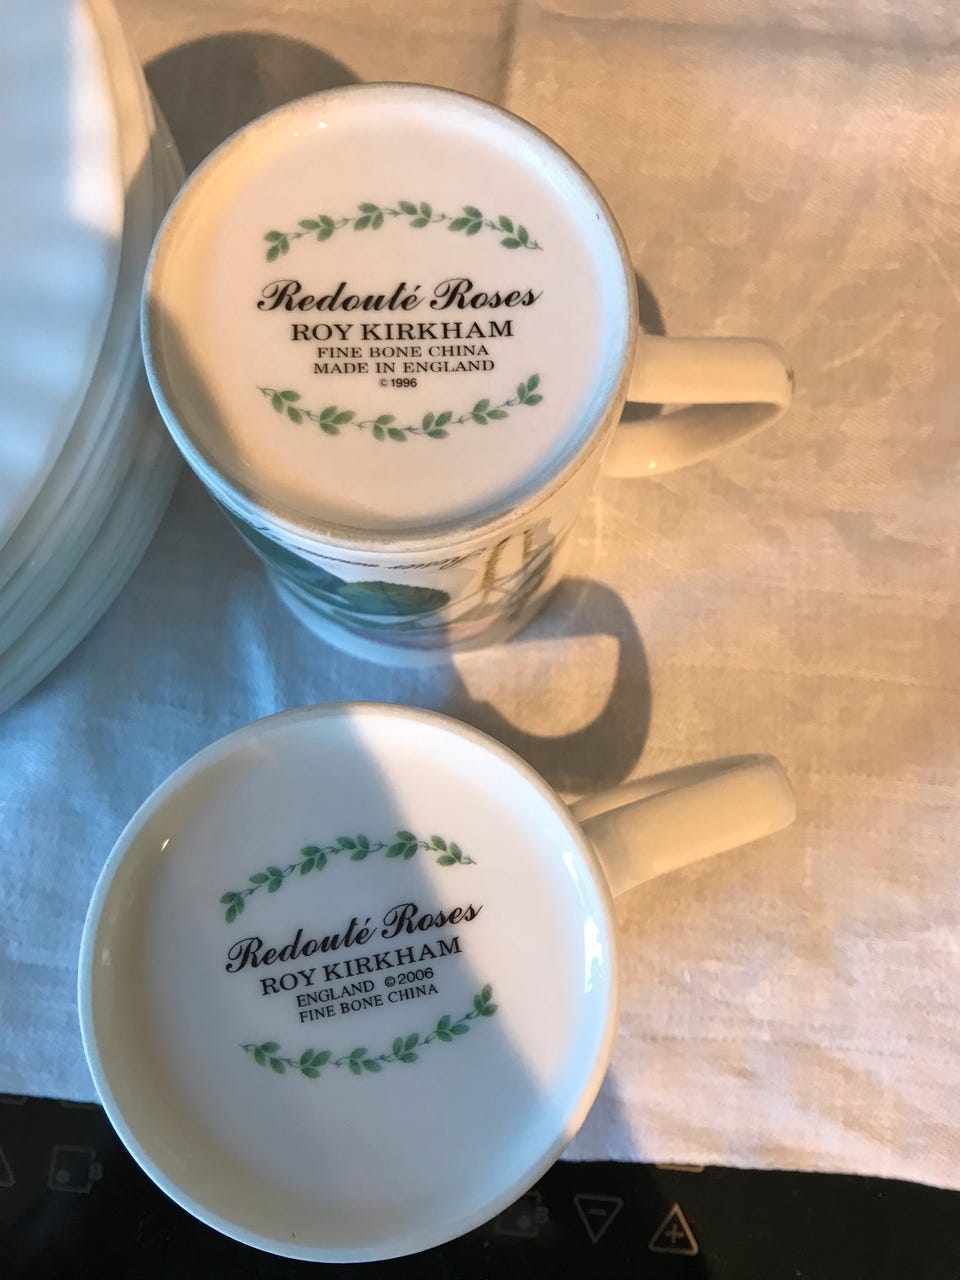 Redouté Roses
ROY KIRKHAM
FINE BONE CHINA
MADE IN ENGLAND
©1996
Redouté Roses
ROY KIRKHAM
ENGLAND ©2006
FINE BONE CHINA